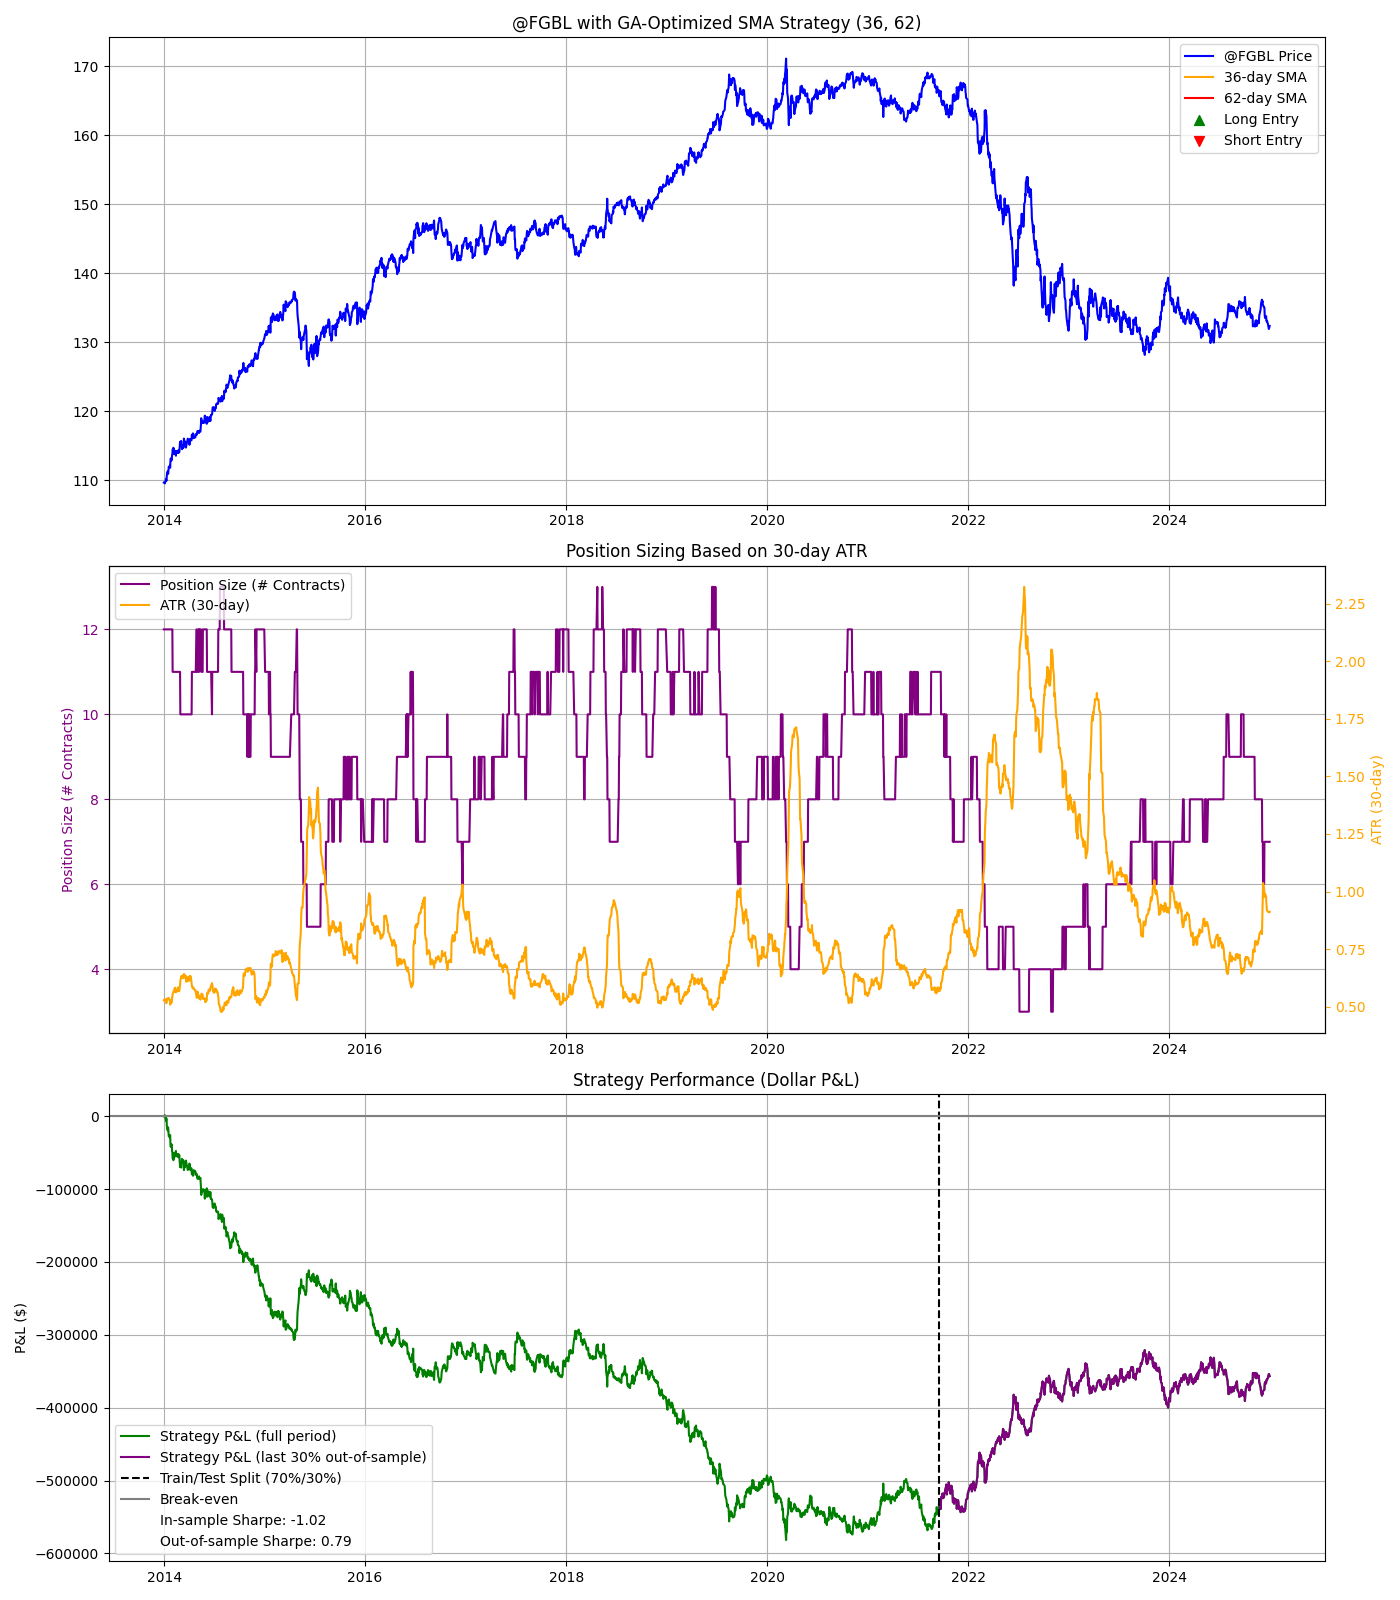 @FGBL with GA-Optimized SMA Strategy (36, 62)
@FGBL Price
36-day SMA
62-day SMA
Long Entry
Short Entry
170
160
150
140
130
120
110
2014
2016
2018
2020
2022
2024
Position Sizing Based on 30-day ATR
Position Size (# Contracts)
ATR (30-day)
Position Size (# Contracts)
12
10
8
6
4
2.25
2.00
1.75
1.50
1.25
1.00
0.75
0.50
ATR (30-day)
2014
2016
2018
2020
2022
2024
Strategy Performance (Dollar P&L)
P&L ($)
0
−100000
−200000
−300000
−400000
−500000
−600000
Strategy P&L (full period)
Strategy P&L (last 30% out-of-sample)
Train/Test Split (70%/30%)
Break-even
In-sample Sharpe: -1.02
Out-of-sample Sharpe: 0.79
2014
2016
2018
2020
2022
2024